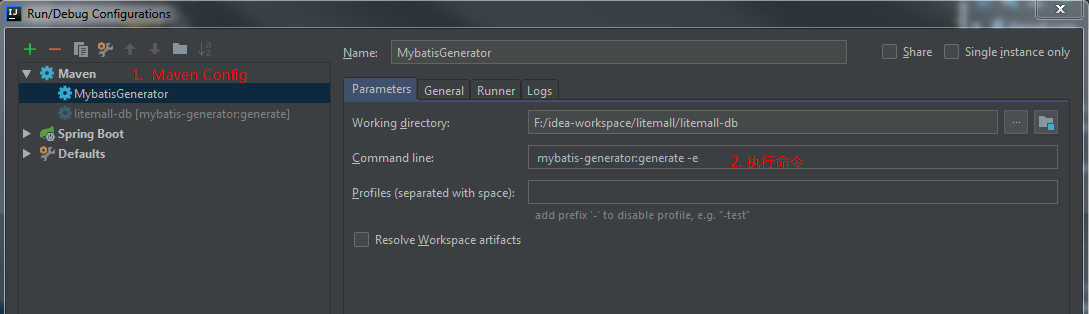 Run/Debug Configurations
Name: MybatisGenerator
Share
Single instance only
Maven 1. Maven Config
MybatisGenerator
litemall-db [mybatis-generator:generate]
Spring Boot
Defaults
Parameters General Runner Logs
Working directory: F:/idea-workspace/litemall/litemall-db ...
Command line: mybatis-generator:generate -e 2. 执行命令
Profiles (separated with space):
add prefix '-' to disable profile, e.g. "-test"
Resolve Workspace artifacts